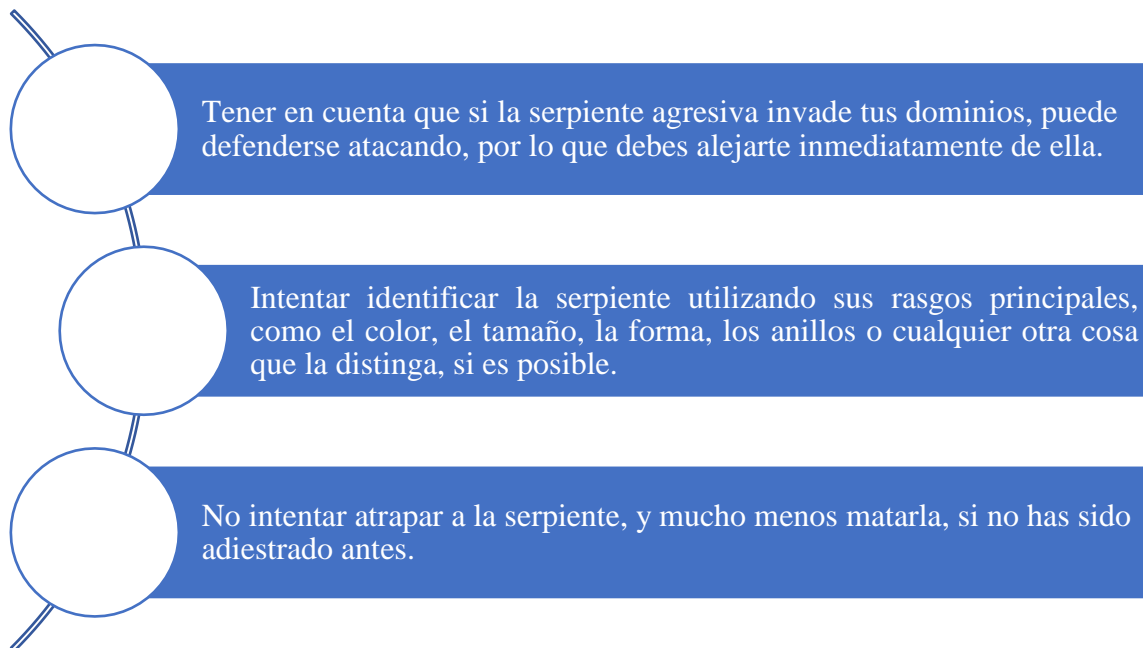 Tener en cuenta que si la serpiente agresiva invade tus dominios, puede
defenderse atacando, por lo que debes alejarte inmediatamente de ella.
Intentar identificar la serpiente utilizando sus rasgos principales,
como el color, el tamaño, la forma, los anillos o cualquier otra cosa
que la distinga, si es posible.
No intentar atrapar a la serpiente, y mucho menos matarla, si no has sido
adiestrado antes.